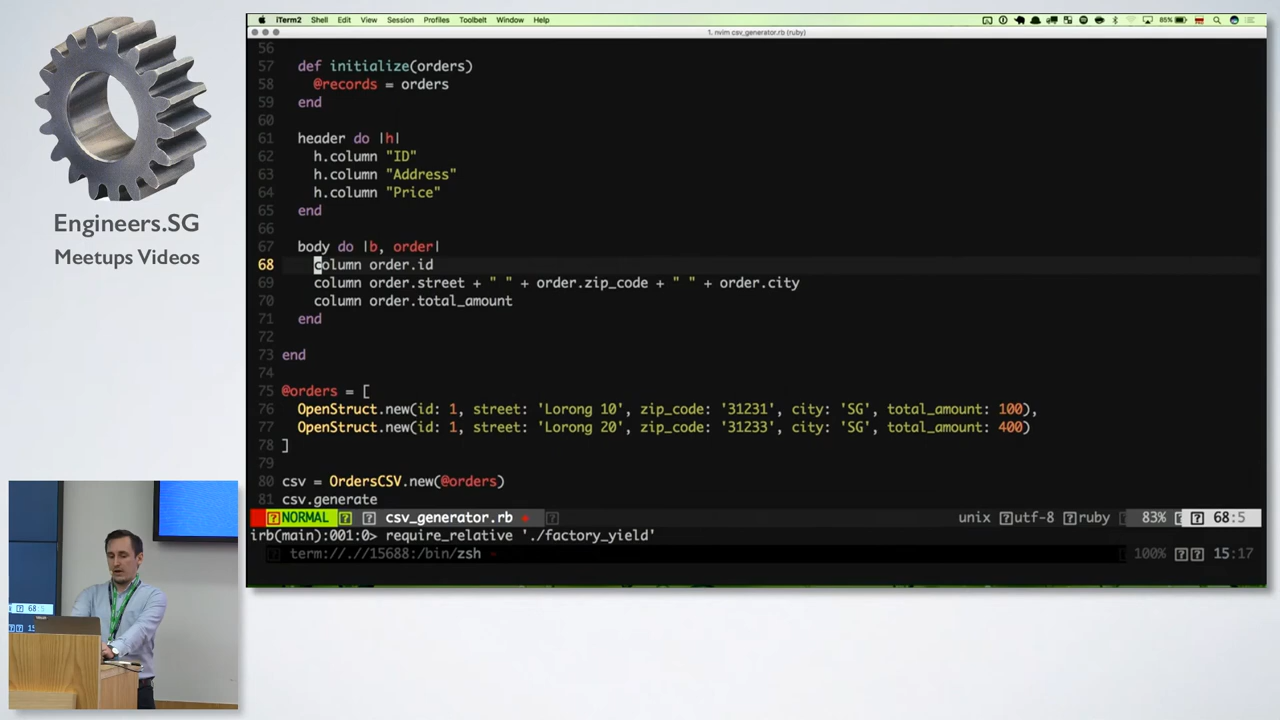 iTerm2 Shell Edit View Session Profiles Toolbelt Window Help 85%
1. nvim csv_generator.rb (ruby)
56
57 def initialize(orders)
58 @records = orders
59 end
60
61 header do |h|
62 h.column "ID"
63 h.column "Address"
64 h.column "Price"
65 end
66
67 body do |b, order|
68 column order.id
69 column order.street + " " + order.zip_code + " " + order.city
70 column order.total_amount
71 end
72
73 end
74
75 @orders = [
76 OpenStruct.new(id: 1, street: 'Lorong 10', zip_code: '31231', city: 'SG', total_amount: 100),
77 OpenStruct.new(id: 1, street: 'Lorong 20', zip_code: '31233', city: 'SG', total_amount: 400)
78 ]
79
80 csv = OrdersCSV.new(@orders)
81 csv.generate
NORMAL csv_generator.rb unix utf-8 ruby 83% 68:5
irb(main):001:0> require_relative './factory_yield'
term://.//15688:/bin/zsh 100% 15:17
Engineers.SG
Meetups Videos